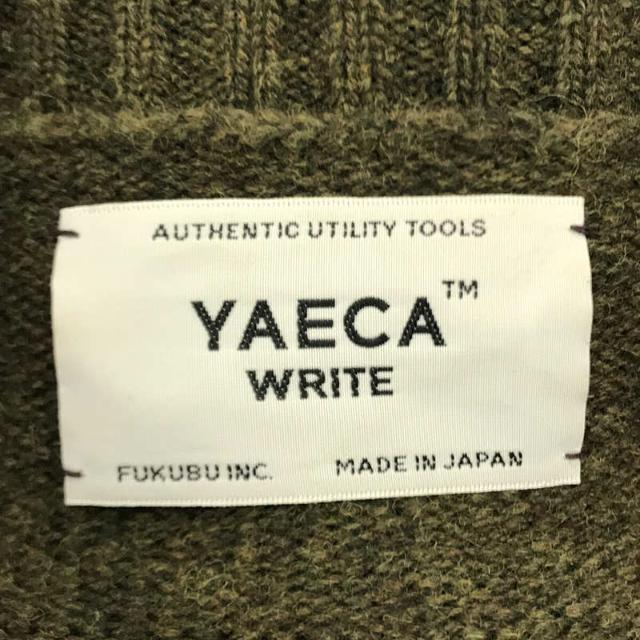 AUTHENTIC UTILITY TOOLS
YAECA™
WRITE
FUKUBU INC. MADE IN JAPAN